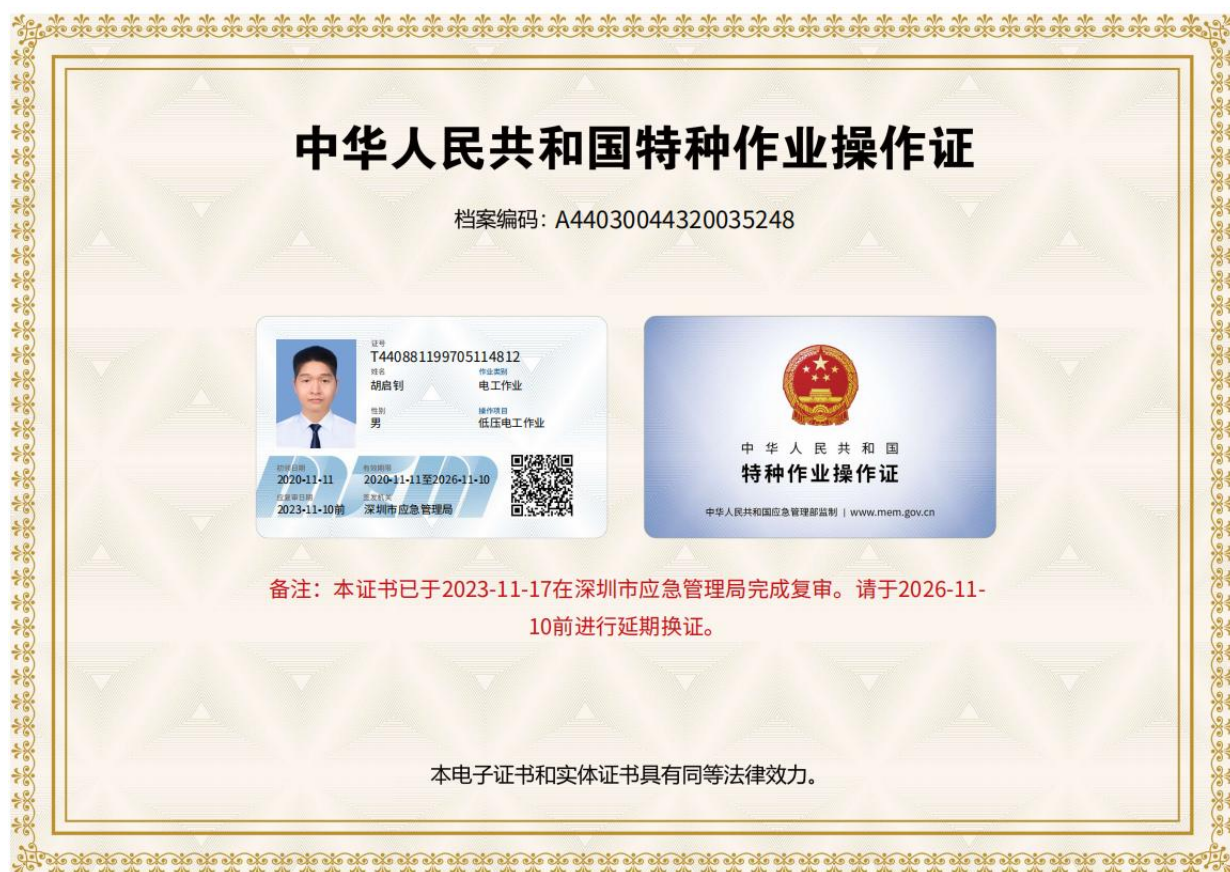 中华人民共和国特种作业操作证
档案编码：A44030044320035248
证号
T440881199705114812
姓名 作业类别
胡启钊 电工作业
性别 操作项目
男 低压电工作业
初领日期 有效期限
2020-11-11 2020-11-11至2026-11-10
应复审日期 签发机关
2023-11-10前 深圳市应急管理局
MEM
中华人民共和国
特种作业操作证
中华人民共和国应急管理部监制 | www.mem.gov.cn
备注：本证书已于2023-11-17在深圳市应急管理局完成复审。请于2026-11-
10前进行延期换证。
本电子证书和实体证书具有同等法律效力。